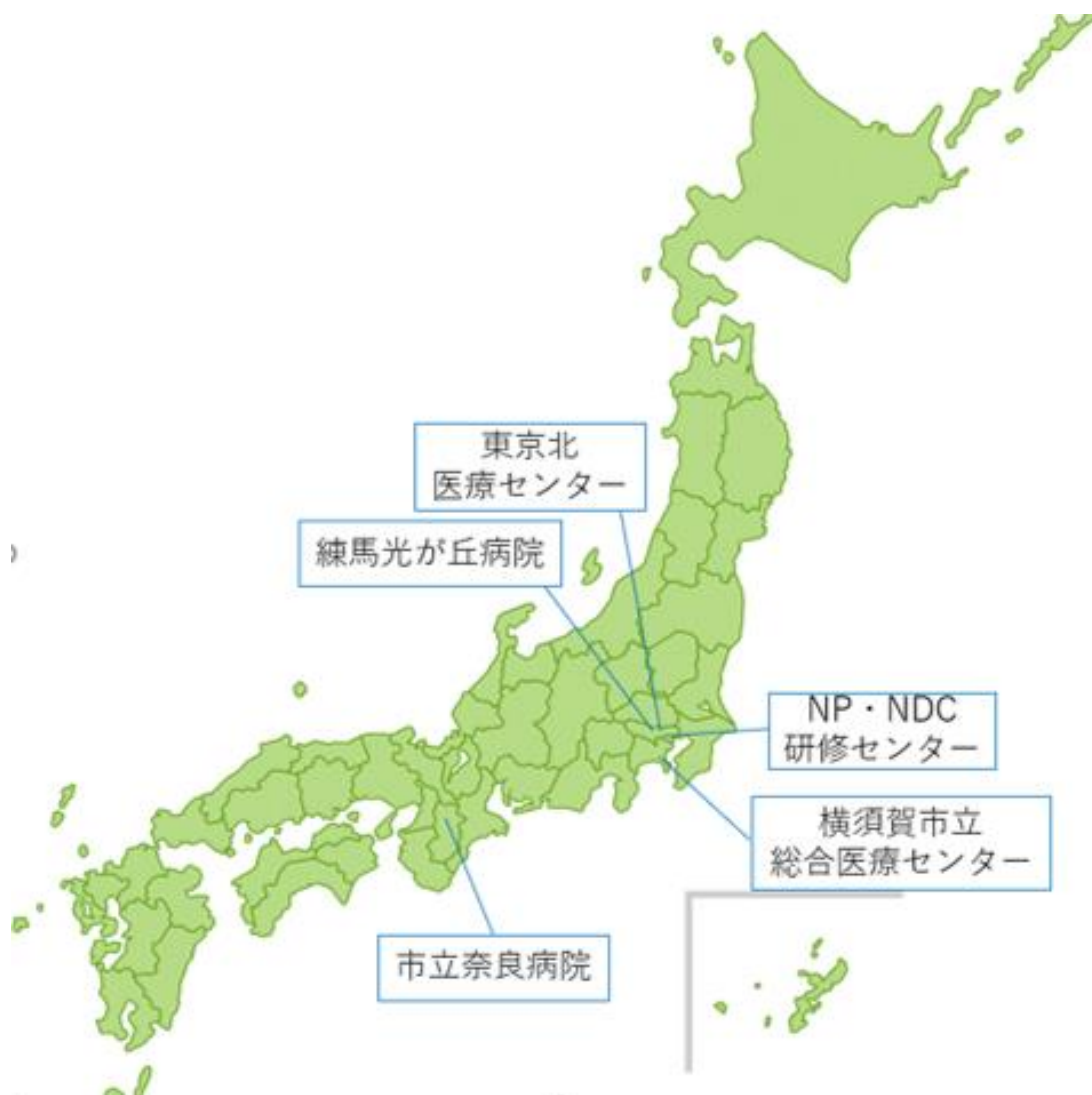 東京北
医療センター
練馬光が丘病院
NP・NDC
研修センター
横須賀市立
総合医療センター
市立奈良病院